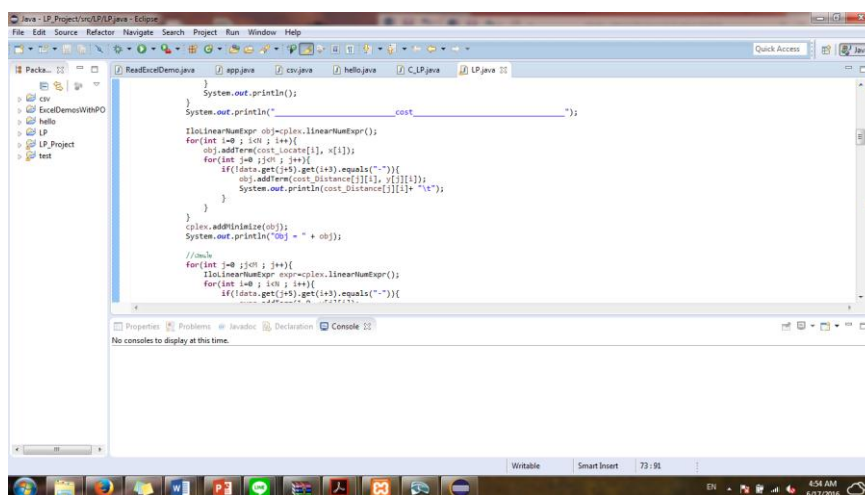 Java - LP_Project/src/LP/LP.java - Eclipse
File Edit Source Refactor Navigate Search Project Run Window Help
Quick Access
Jav
Packa...
ReadExcelDemo.java app.java csv.java hello.java C_LP.java LP.java
csv
ExcelDemosWithPO
hello
LP
LP_Project
test
}
System.out.println();
}
System.out.println("________________________cost______________________________");
IloLinearNumExpr obj=cplex.linearNumExpr();
for(int i=0 ; i<N ; i++){
obj.addTerm(cost_Locate[i], x[i]);
for(int j=0 ;j<M ; j++){
if(!data.get(j+5).get(i+3).equals("-")){
obj.addTerm(cost_Distance[j][i], y[j][i]);
System.out.println(cost_Distance[j][i]+ "\t");
}
}
}
cplex.addMinimize(obj);
System.out.println("Obj = " + obj);
for(int j=0 ;j<M ; j++){
IloLinearNumExpr expr=cplex.linearNumExpr();
for(int i=0 ; i<N ; i++){
if(!data.get(j+5).get(i+3).equals("-")){
Properties Problems Javadoc Declaration Console
No consoles to display at this time.
Writable Smart Insert 73 : 91
EN 4:54 AM
6/17/2016